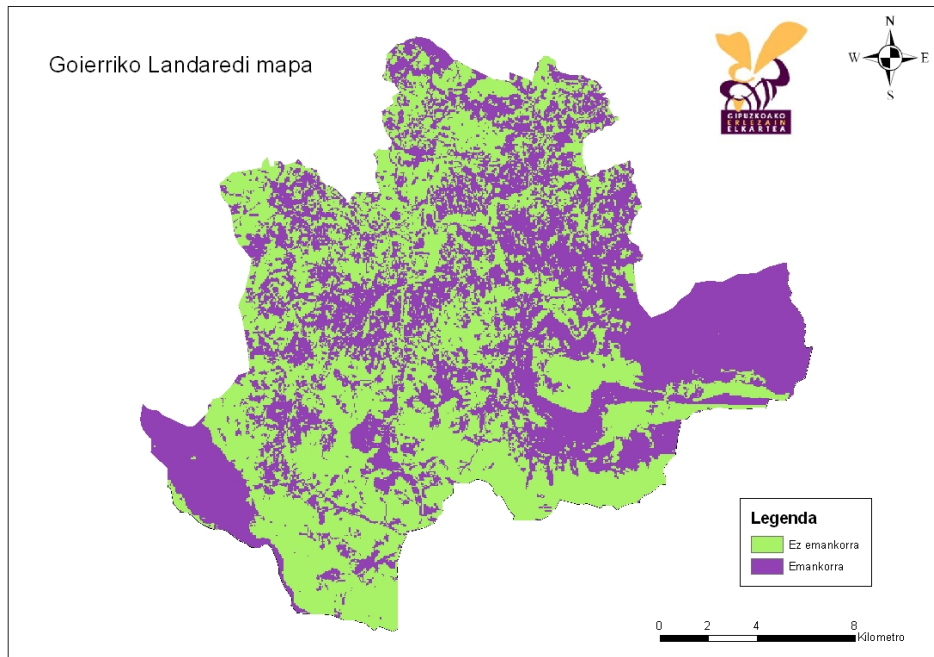 Goierriko Landaredi mapa
GIPUZKOAKO
ERLEZAIN
ELKARTEA
N
W E
S
Legenda
Ez emankorra
Emankorra
0 2 4 8
Kilometro